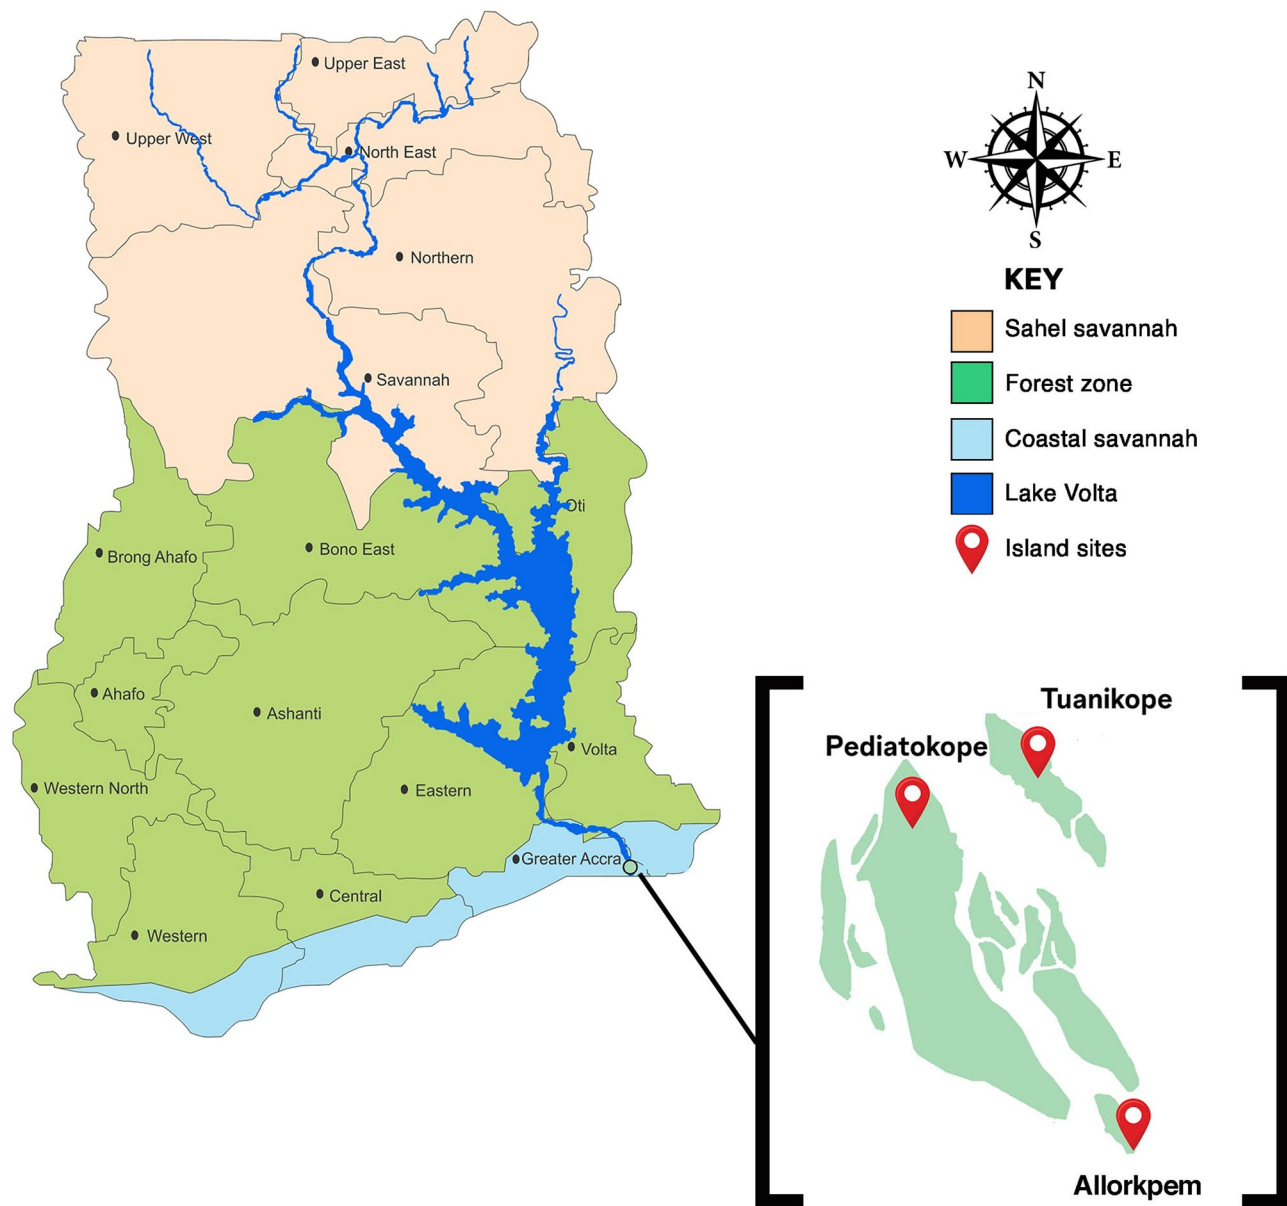 Upper East
Upper West
North East
Northern
Savannah
Oti
Bono East
Brong Ahafo
Ahafo
Ashanti
Volta
Western North
Eastern
Greater Accra
Central
Western
N
W
E
S
KEY
Sahel savannah
Forest zone
Coastal savannah
Lake Volta
Island sites
Tuanikope
Pediatokope
Allorkpem